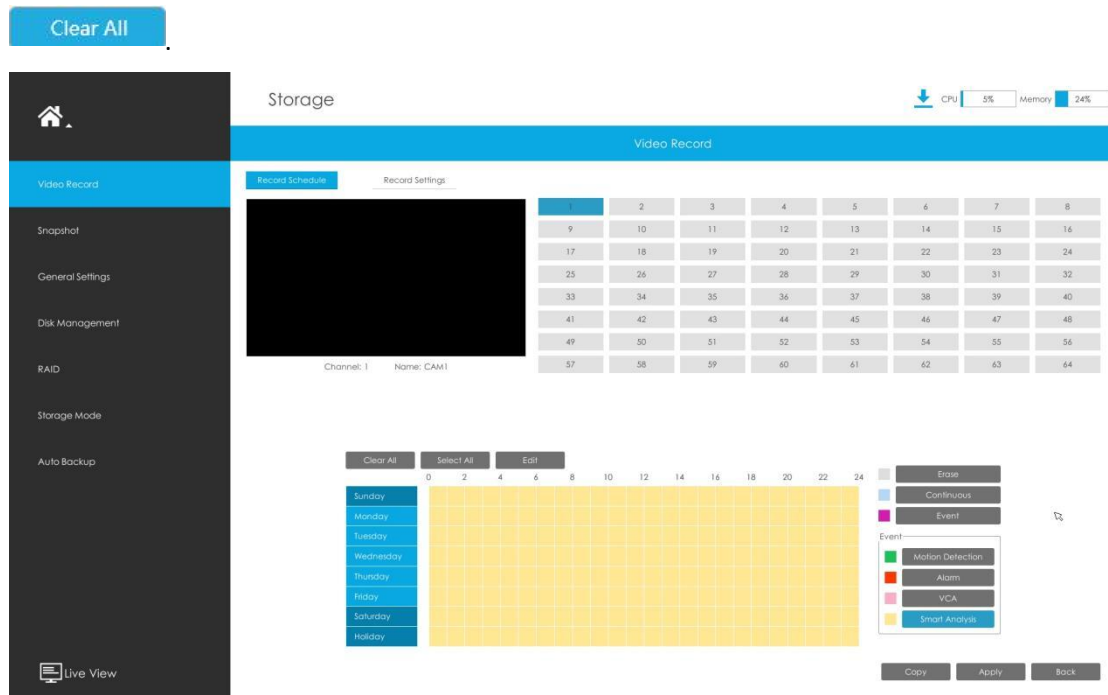 Clear All
.
Storage
CPU 5% Memory 24%
Video Record
Video Record
Snapshot
General Settings
Disk Management
RAID
Storage Mode
Auto Backup
Live View
Record Schedule Record Settings
1 2 3 4 5 6 7 8
9 10 11 12 13 14 15 16
17 18 19 20 21 22 23 24
25 26 27 28 29 30 31 32
33 34 35 36 37 38 39 40
41 42 43 44 45 46 47 48
49 50 51 52 53 54 55 56
57 58 59 60 61 62 63 64
Channel: 1 Name: CAM1
Clear All Select All Edit
0 2 4 6 8 10 12 14 16 18 20 22 24
Sunday
Monday
Tuesday
Wednesday
Thursday
Friday
Saturday
Holiday
Erase
Continuous
Event
Event
Motion Detection
Alarm
VCA
Smart Analysis
Copy Apply Back